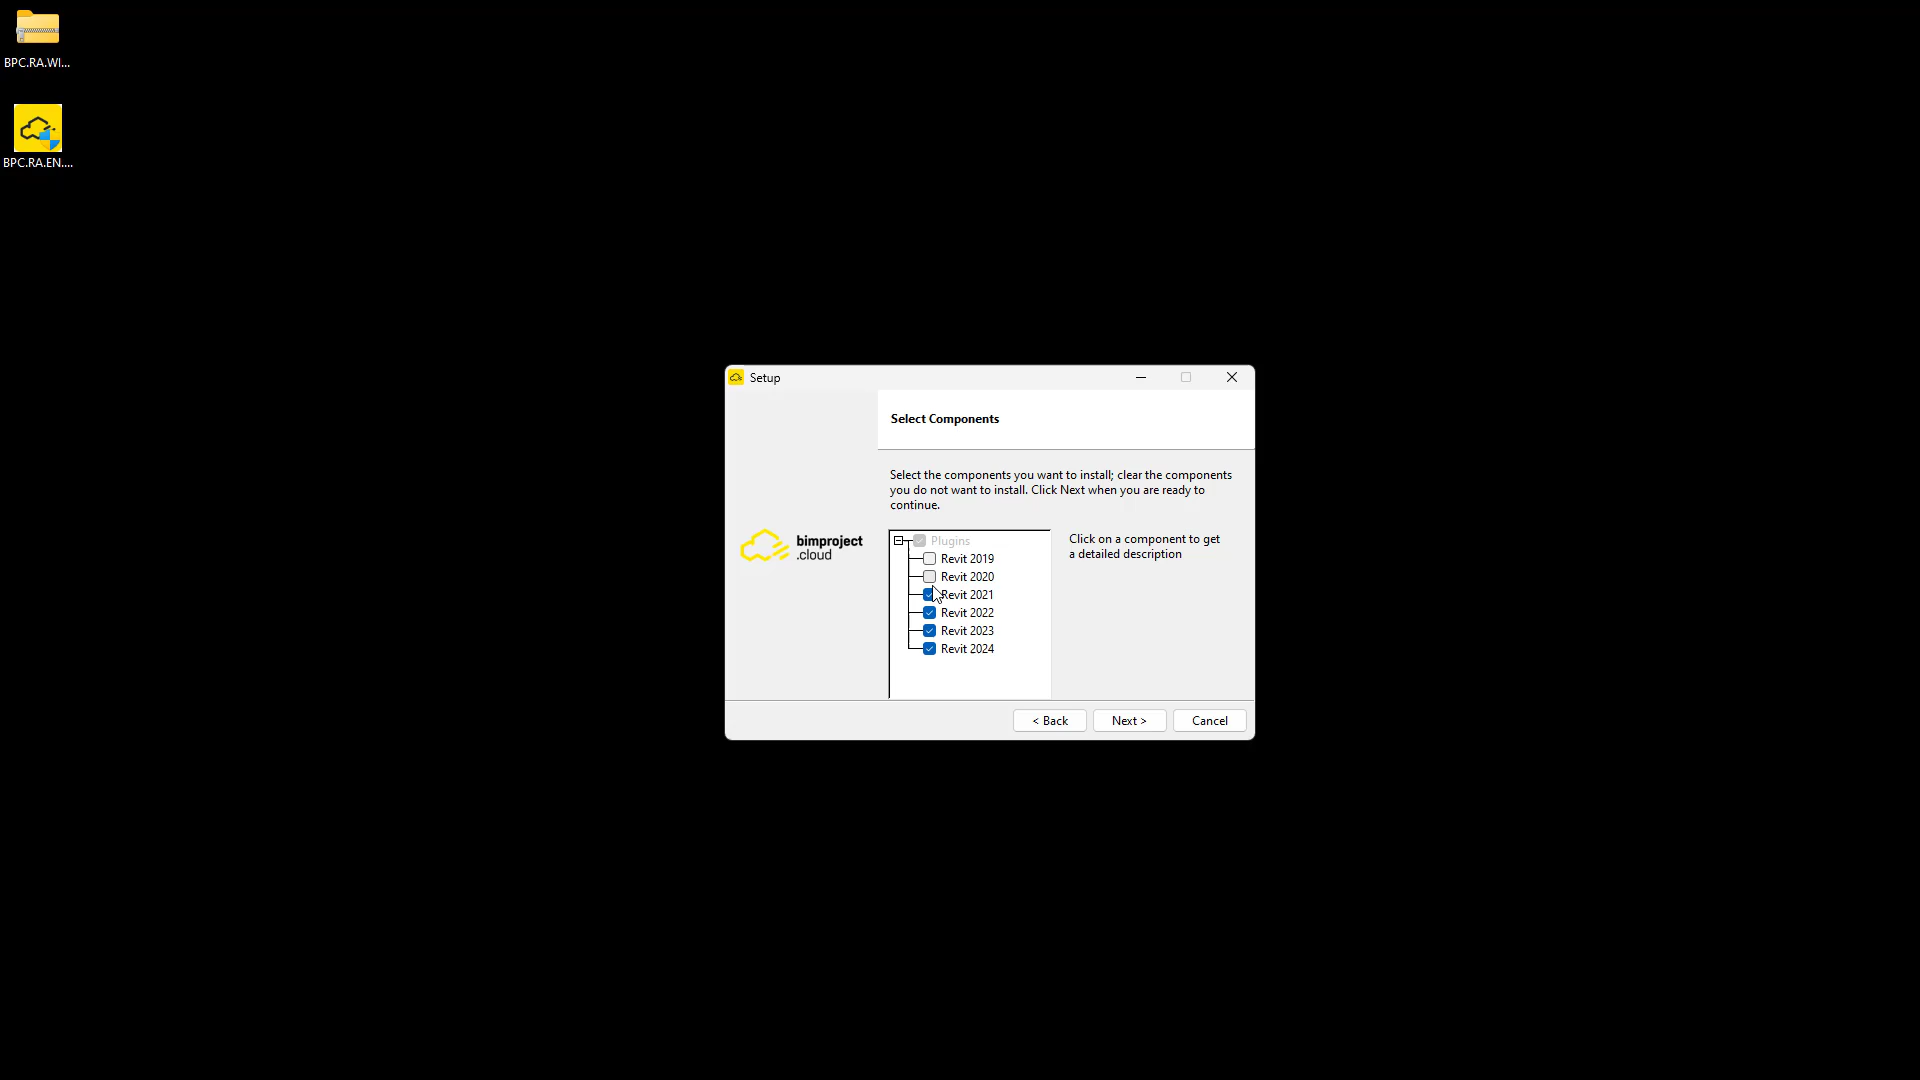 BPC.RA.WI...
BPC.RA.EN....
Setup
Select Components
Select the components you want to install; clear the components
you do not want to install. Click Next when you are ready to
continue.
bimproject
.cloud
Plugins
Revit 2019
Revit 2020
Revit 2021
Revit 2022
Revit 2023
Revit 2024
Click on a component to get
a detailed description
< Back
Next >
Cancel